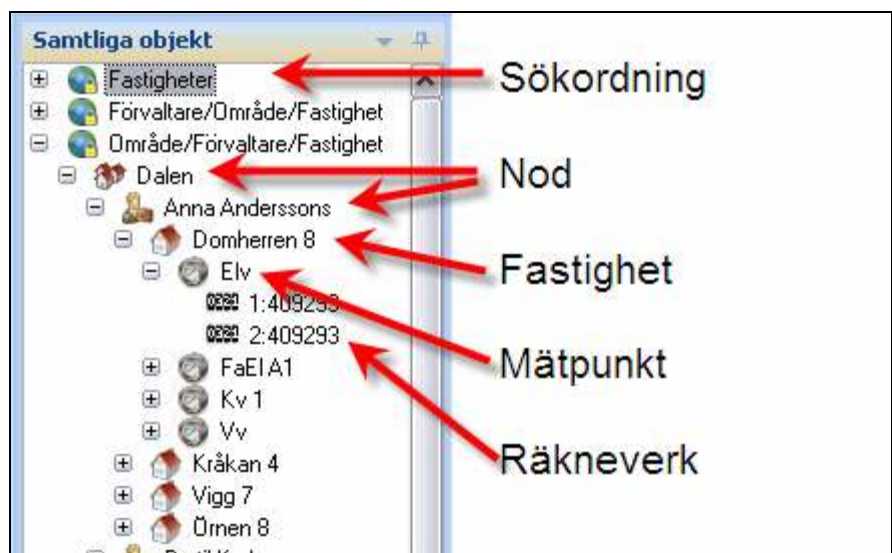 Samtliga objekt
Fastigheter
Förvaltare/Område/Fastighet
Område/Förvaltare/Fastighet
Dalen
Anna Anderssons
Domherren 8
Elv
1:409293
2:409293
FaEl A1
Kv 1
Vv
Kråkan 4
Vigg 7
Örnen 8
Sökordning
Nod
Fastighet
Mätpunkt
Räkneverk